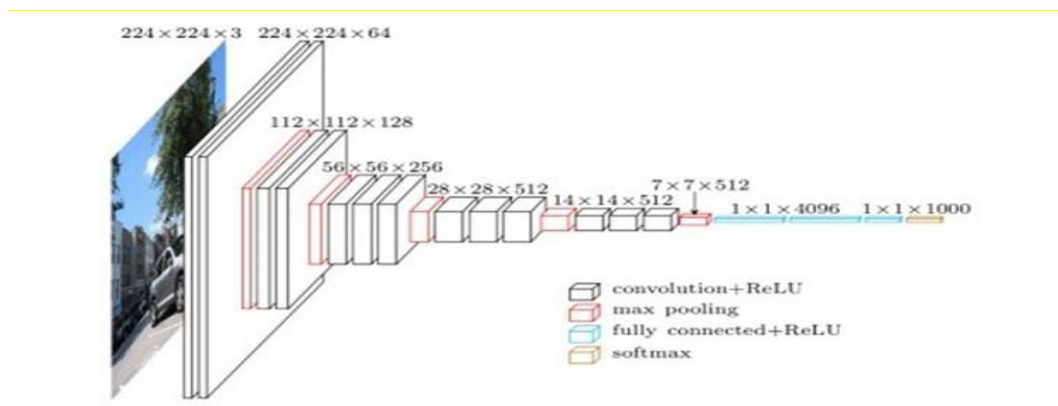 224×224×3
224×224×64
112×112×128
56×56×256
28×28×512
14×14×512
7×7×512
1×1×4096
1×1×1000
convolution+ReLU
max pooling
fully connected+ReLU
softmax